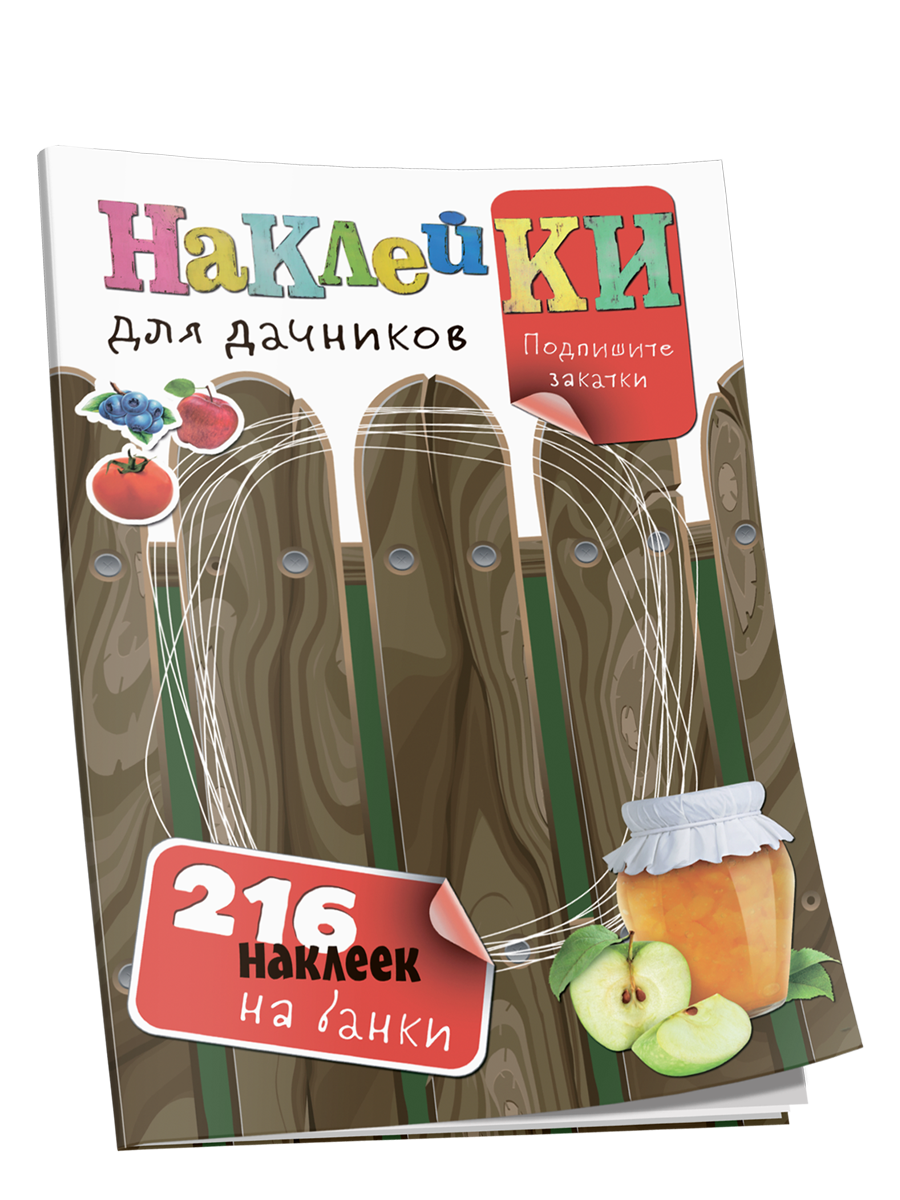 Наклейки
для дачников
Подпишите
закатки
216
наклеек
на банки